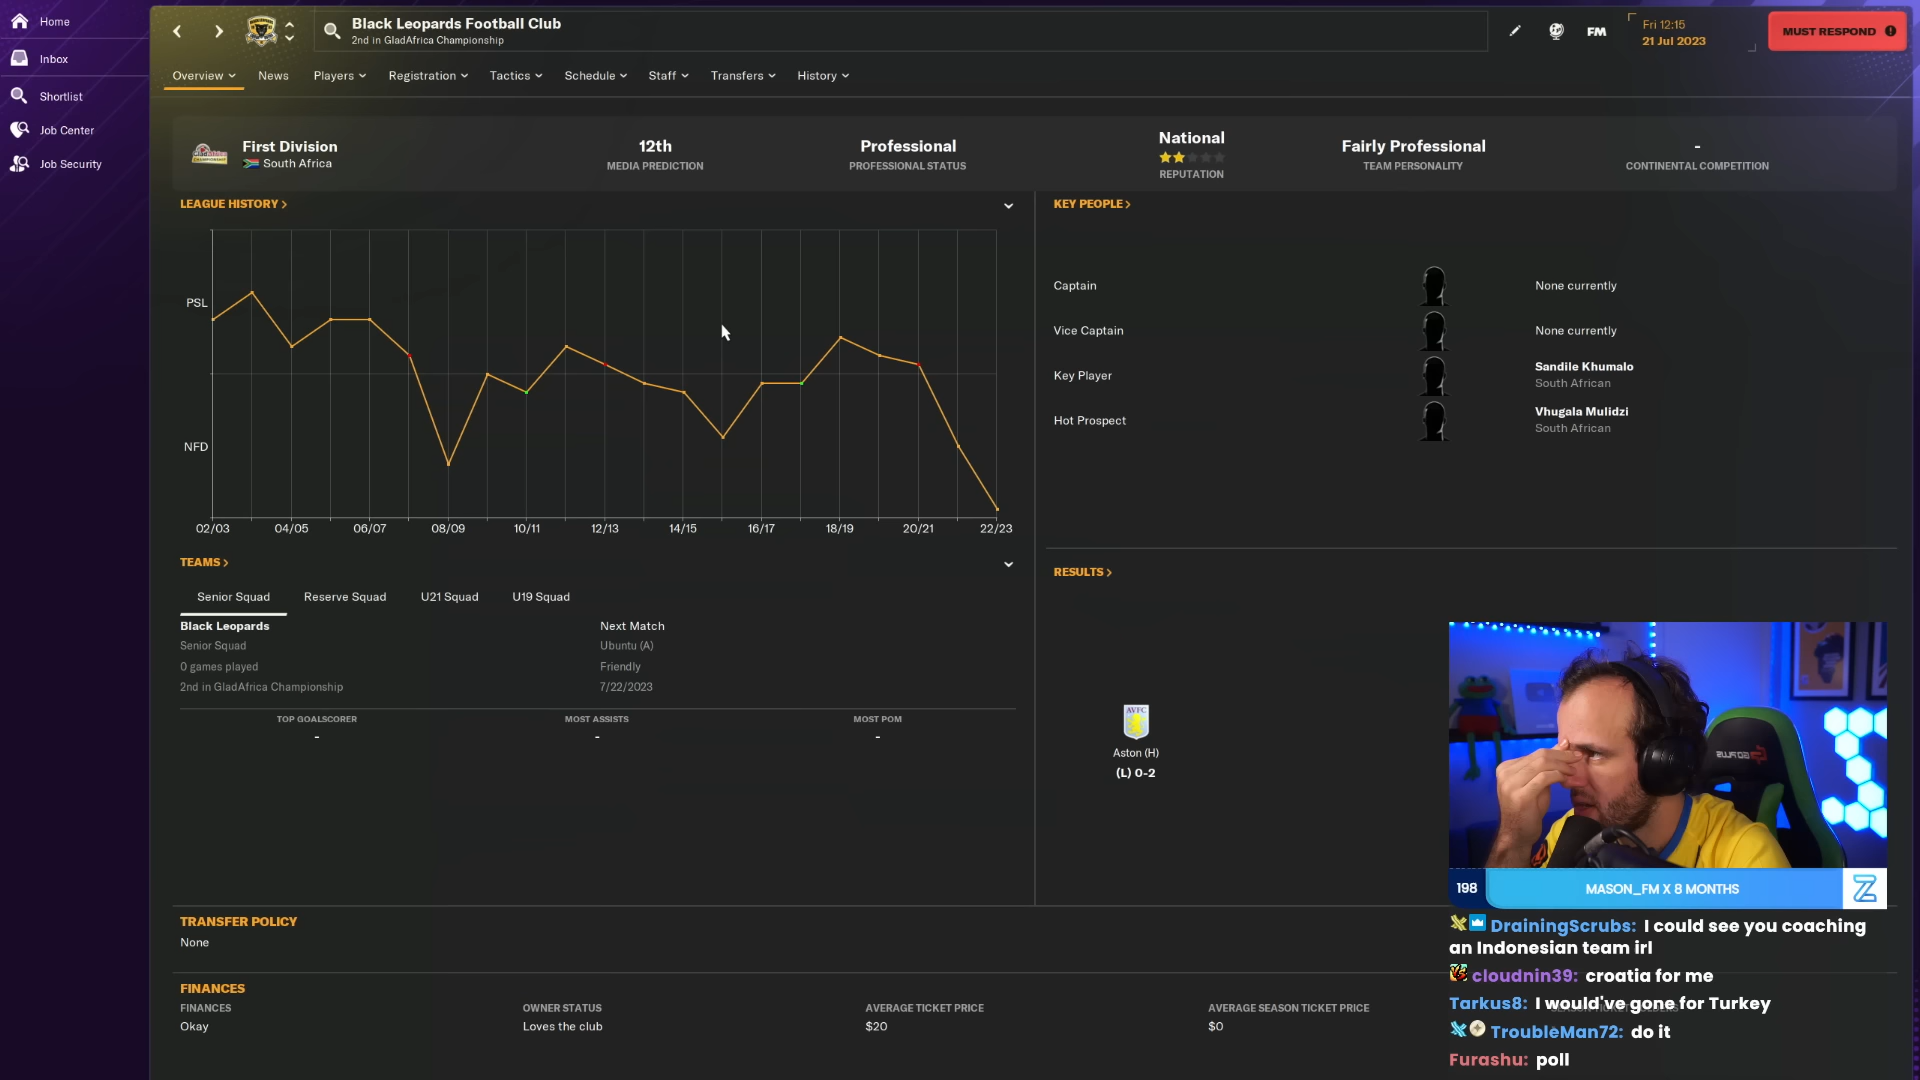 Home
Inbox
Shortlist
Job Center
Job Security
Black Leopards Football Club
2nd in GladAfrica Championship
FM
Fri 12:15
21 Jul 2023
MUST RESPOND
Overview
News
Players
Registration
Tactics
Schedule
Staff
Transfers
History
First Division
South Africa
12th
MEDIA PREDICTION
Professional
PROFESSIONAL STATUS
National
REPUTATION
Fairly Professional
TEAM PERSONALITY
-
CONTINENTAL COMPETITION
LEAGUE HISTORY >
PSL
NFD
02/03 04/05 06/07 08/09 10/11 12/13 14/15 16/17 18/19 20/21 22/23
KEY PEOPLE >
Captain
None currently
Vice Captain
None currently
Key Player
Sandile Khumalo
South African
Hot Prospect
Vhugala Mulidzi
South African
TEAMS >
Senior Squad
Reserve Squad
U21 Squad
U19 Squad
Black Leopards
Senior Squad
0 games played
2nd in GladAfrica Championship
Next Match
Ubuntu (A)
Friendly
7/22/2023
TOP GOALSCORER
-
MOST ASSISTS
-
MOST POM
-
RESULTS >
AVFC
Aston (H)
(L) 0-2
TRANSFER POLICY
None
FINANCES
FINANCES
Okay
OWNER STATUS
Loves the club
AVERAGE TICKET PRICE
$20
AVERAGE SEASON TICKET PRICE
$0
198
MASON_FM X 8 MONTHS
DrainingScrubs: I could see you coaching
an Indonesian team irl
cloudnin39: croatia for me
Tarkus8: I would've gone for Turkey
TroubleMan72: do it
Furashu: poll